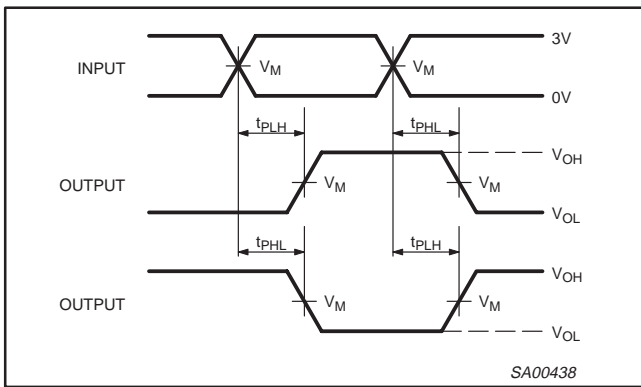 3V
INPUT
V_M
V_M
0V
t_PLH
t_PHL
V_OH
OUTPUT
V_M
V_M
V_OL
t_PHL
t_PLH
V_OH
OUTPUT
V_M
V_M
V_OL
SA00438